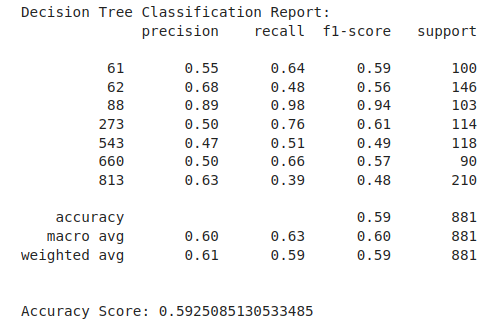 Decision Tree Classification Report:
precision recall f1-score support
61 0.55 0.64 0.59 100
62 0.68 0.48 0.56 146
88 0.89 0.98 0.94 103
273 0.50 0.76 0.61 114
543 0.47 0.51 0.49 118
660 0.50 0.66 0.57 90
813 0.63 0.39 0.48 210
accuracy 0.59 881
macro avg 0.60 0.63 0.60 881
weighted avg 0.61 0.59 0.59 881
Accuracy Score: 0.5925085130533485